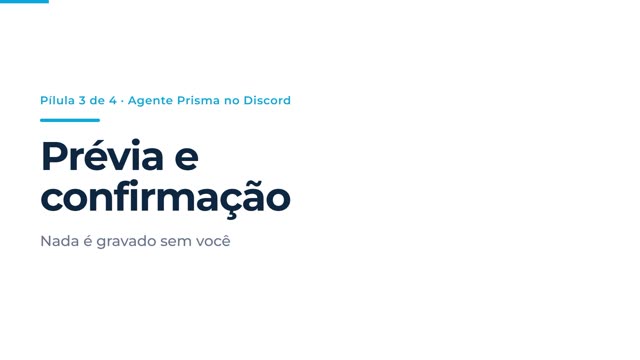 Pílula 3 de 4 · Agente Prisma no Discord
Prévia e
confirmação
Nada é gravado sem você